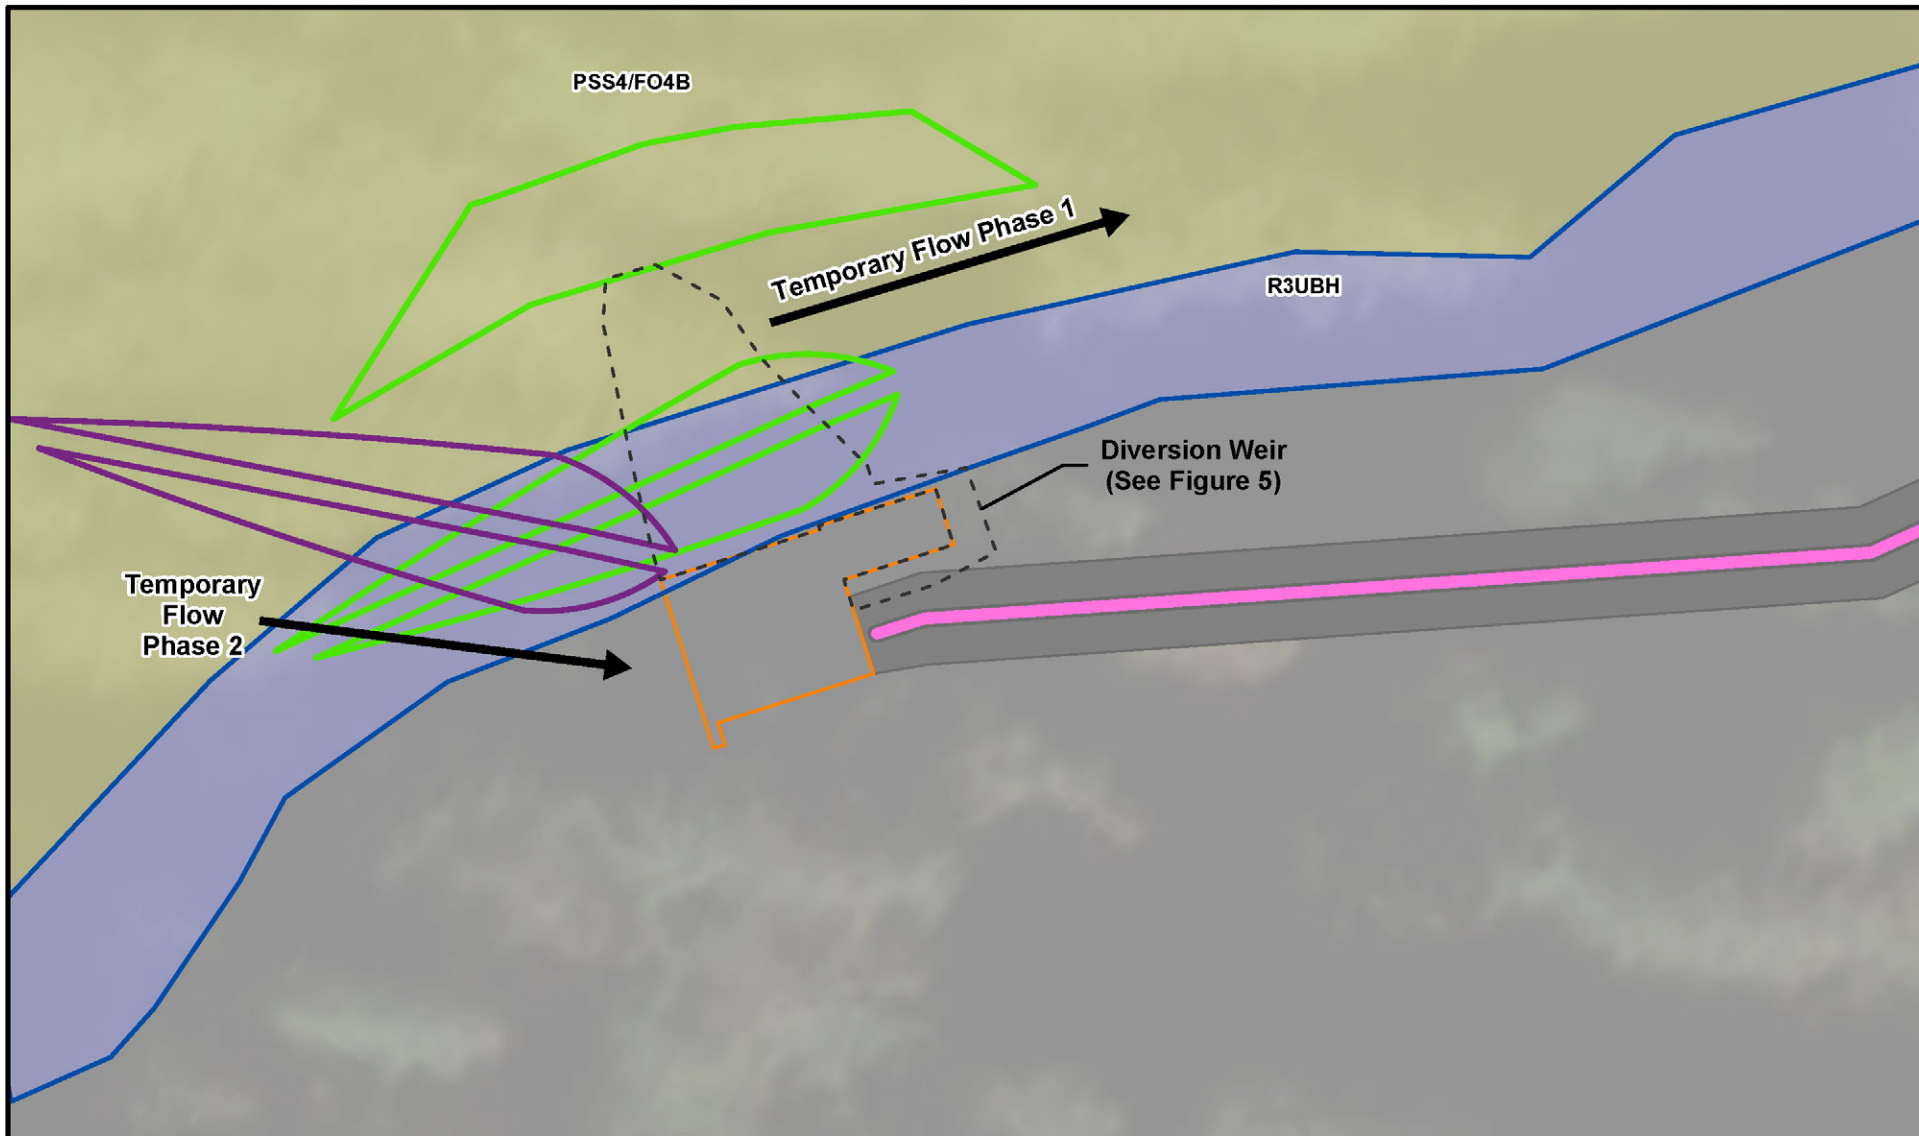 PSS4/FO4B
Temporary Flow Phase 1
R3UBH
Diversion Weir
(See Figure 5)
Temporary
Flow
Phase 2